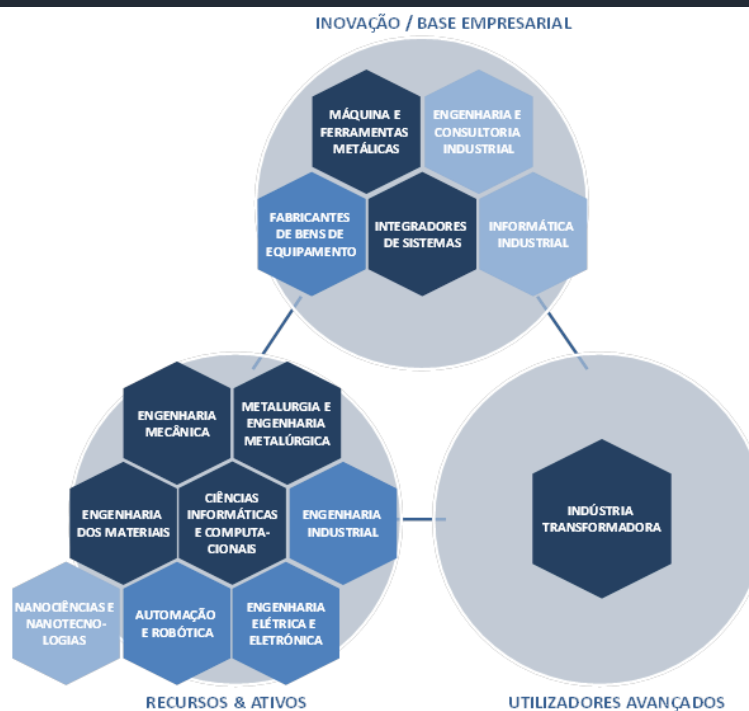 INOVAÇÃO / BASE EMPRESARIAL
MÁQUINA E
FERRAMENTAS
METÁLICAS
ENGENHARIA E
CONSULTORIA
INDUSTRIAL
FABRICANTES
DE BENS DE
EQUIPAMENTO
INTEGRADORES
DE SISTEMAS
INFORMÁTICA
INDUSTRIAL
ENGENHARIA
MECÂNICA
METALURGIA E
ENGENHARIA
METALÚRGICA
ENGENHARIA
DOS MATERIAIS
CIÊNCIAS
INFORMÁTICAS
E COMPUTA-
CIONAIS
ENGENHARIA
INDUSTRIAL
NANOCIÊNCIAS E
NANOTECNO-
LOGIAS
AUTOMAÇÃO
E ROBÓTICA
ENGENHARIA
ELÉTRICA E
ELETRÓNICA
INDÚSTRIA
TRANSFORMADORA
RECURSOS & ATIVOS
UTILIZADORES AVANÇADOS